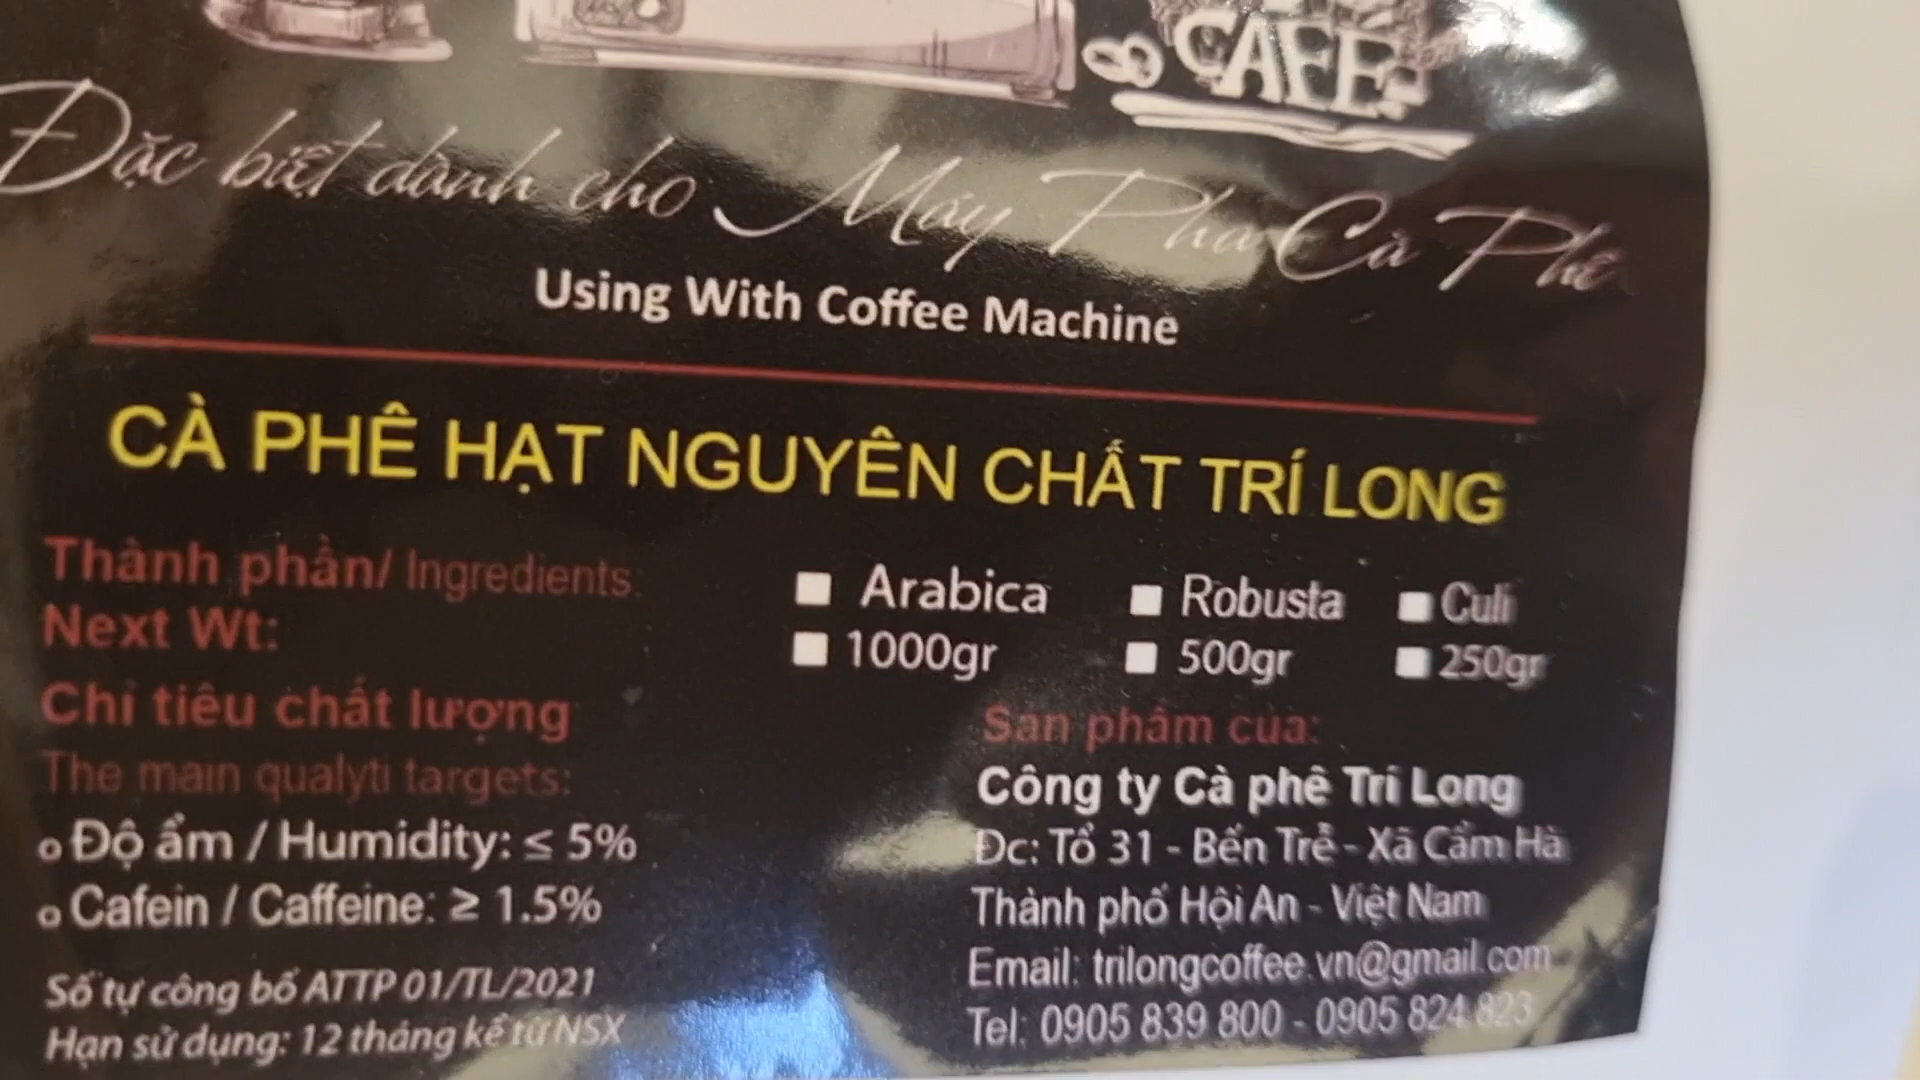 CAFE
Đặc biệt dành cho Máy Pha Cà Phê
Using With Coffee Machine
CÀ PHÊ HẠT NGUYÊN CHẤT TRÍ LONG
Thành phần/ Ingredients: Arabica Robusta Culi
Next Wt: 1000gr 500gr 250gr
Chỉ tiêu chất lượng
The main qualyti targets:
Độ ẩm / Humidity: ≤ 5%
Cafein / Caffeine: ≥ 1.5%
Số tự công bố ATTP 01/TL/2021
Hạn sử dụng: 12 tháng kể từ NSX
Sản phẩm của:
Công ty Cà phê Trí Long
Đc: Tổ 31 - Bến Trễ - Xã Cẩm Hà
Thành phố Hội An - Việt Nam
Email: trilongcoffee.vn@gmail.com
Tel: 0905 839 800 - 0905 824 823